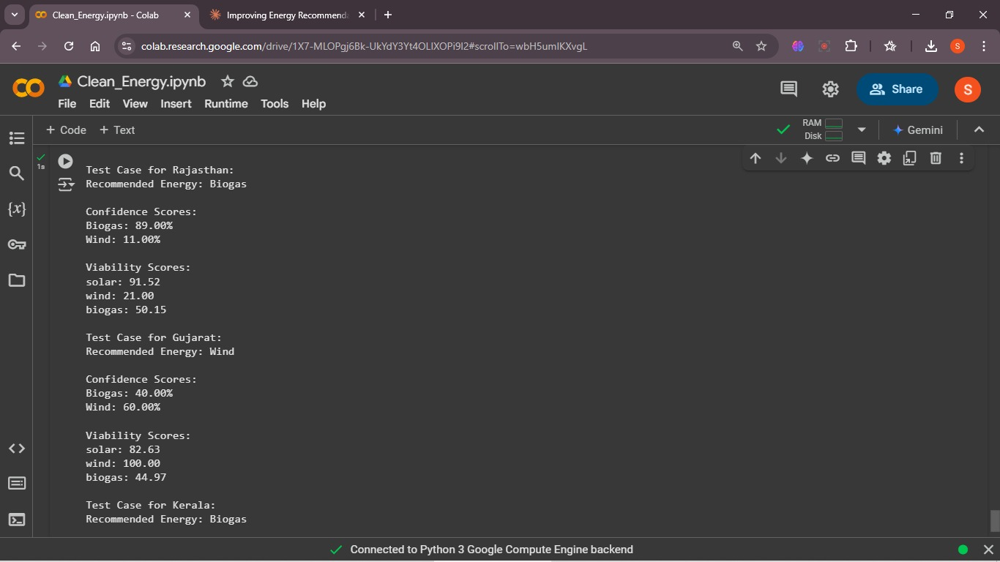 Clean_Energy.ipynb - Colab
Improving Energy Recommend
colab.research.google.com/drive/1X7-MLOPgj6Bk-UkYdY3Yt4OLIXOPi9I2#scrollTo=wbH5umIKXvgL
S
CO
Clean_Energy.ipynb
Share
S
File Edit View Insert Runtime Tools Help
+ Code + Text
RAM
Disk
Gemini
1s
Test Case for Rajasthan:
Recommended Energy: Biogas
Confidence Scores:
Biogas: 89.00%
Wind: 11.00%
Viability Scores:
solar: 91.52
wind: 21.00
biogas: 50.15
Test Case for Gujarat:
Recommended Energy: Wind
Confidence Scores:
Biogas: 40.00%
Wind: 60.00%
Viability Scores:
solar: 82.63
wind: 100.00
biogas: 44.97
Test Case for Kerala:
Recommended Energy: Biogas
Connected to Python 3 Google Compute Engine backend